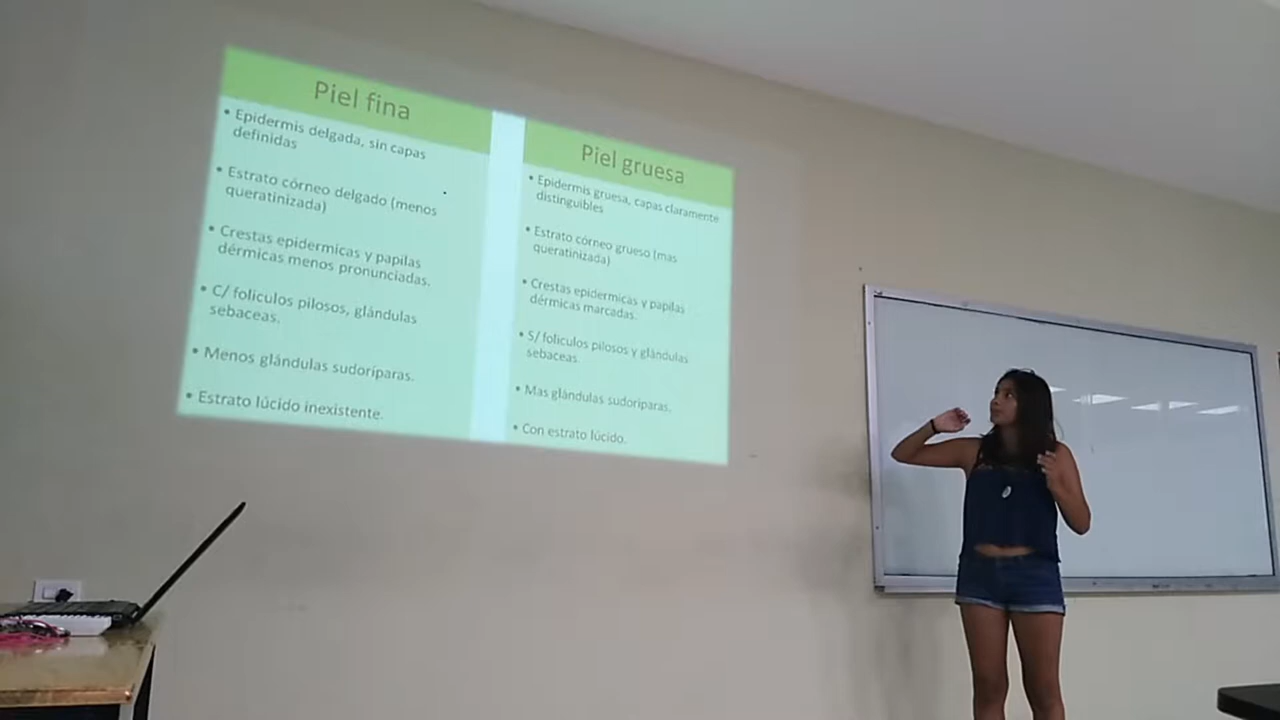 Piel fina
• Epidermis delgada, sin capas
definidas
• Estrato córneo delgado (menos
queratinizada)
• Crestas epidermicas y papilas
dérmicas menos pronunciadas.
• C/ foliculos pilosos, glándulas
sebaceas.
• Menos glándulas sudoríparas.
• Estrato lúcido inexistente.
Piel gruesa
• Epidermis gruesa, capas claramente
distinguibles
• Estrato córneo grueso (mas
queratinizada)
• Crestas epidermicas y papilas
dérmicas marcadas.
• S/ foliculos pilosos y glándulas
sebaceas.
• Mas glándulas sudoriparas.
• Con estrato lúcido.